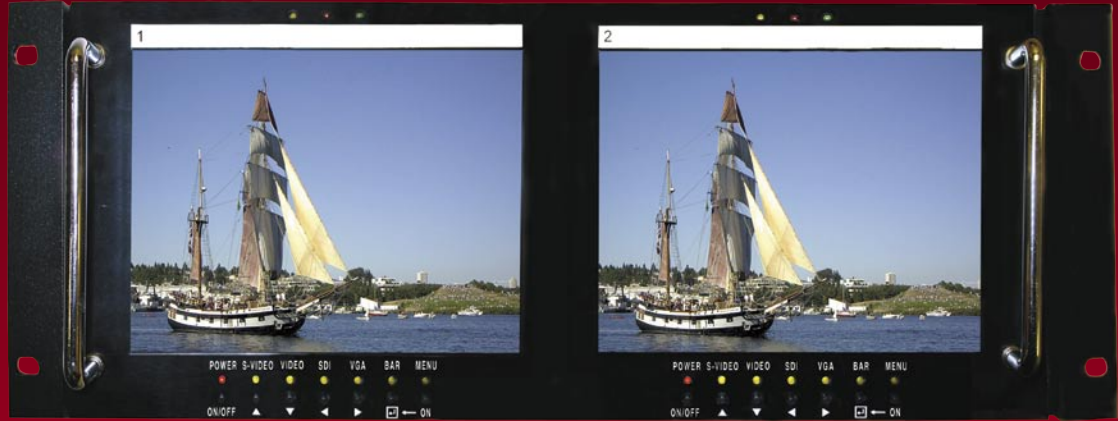 1
2
POWER S-VIDEO VIDEO SDI VGA BAR MENU
ON/OFF ▲ ▼ ◀ ▶ ↵ ← ON
POWER S-VIDEO VIDEO SDI VGA BAR MENU
ON/OFF ▲ ▼ ◀ ▶ ↵ ← ON